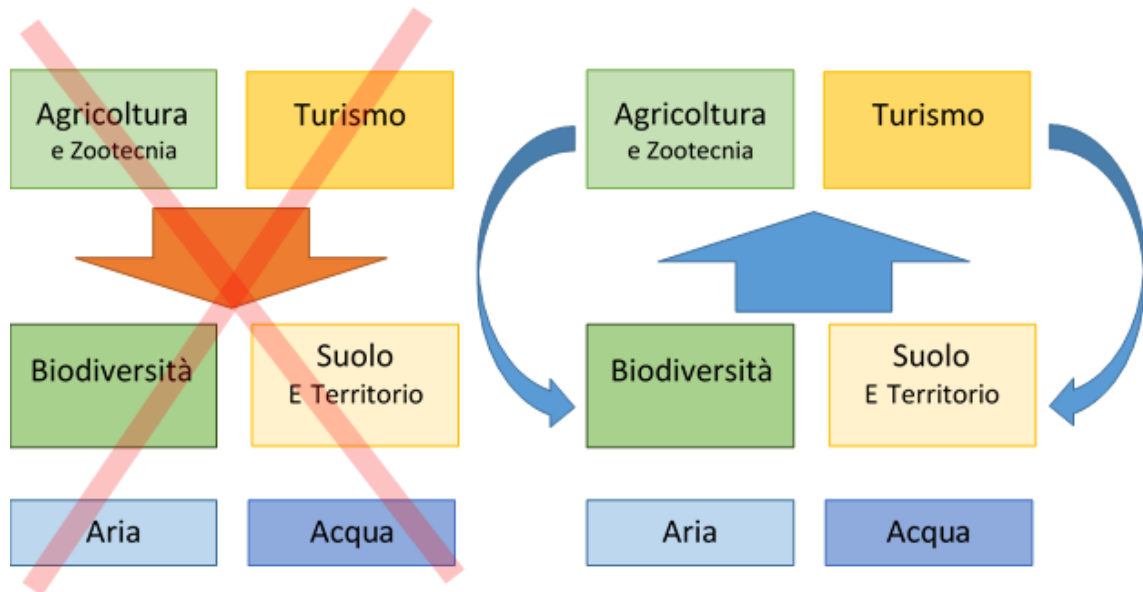 Agricoltura
e Zootecnia
Turismo
Biodiversità
Suolo
E Territorio
Aria
Acqua
Agricoltura
e Zootecnia
Turismo
Biodiversità
Suolo
E Territorio
Aria
Acqua